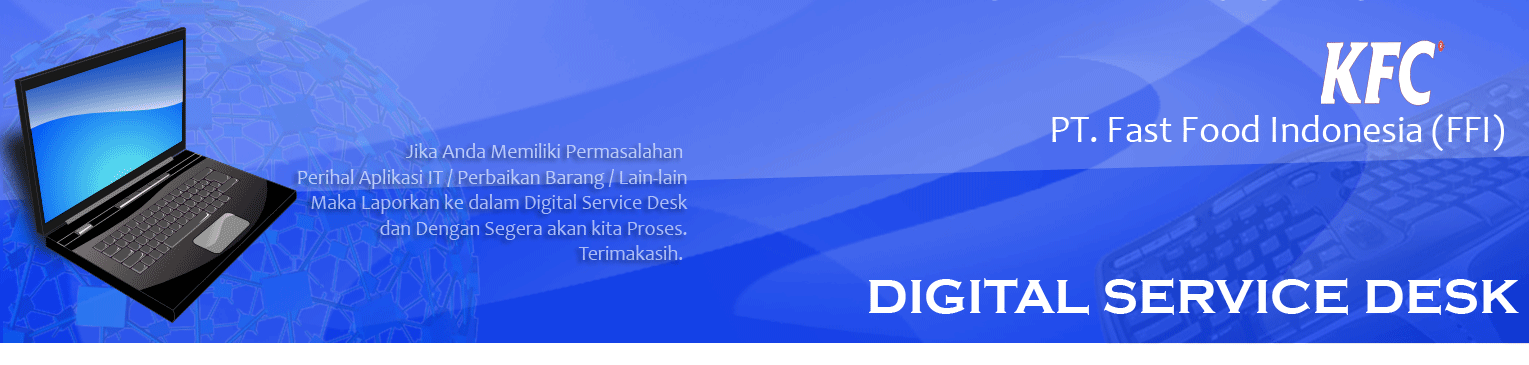 KFC
PT. Fast Food Indonesia (FFI)
Jika Anda Memiliki Permasalahan
Perihal Aplikasi IT / Perbaikan Barang / Lain-lain
Maka Laporkan ke dalam Digital Service Desk
dan Dengan Segera akan kita Proses.
Terimakasih.
DIGITAL SERVICE DESK